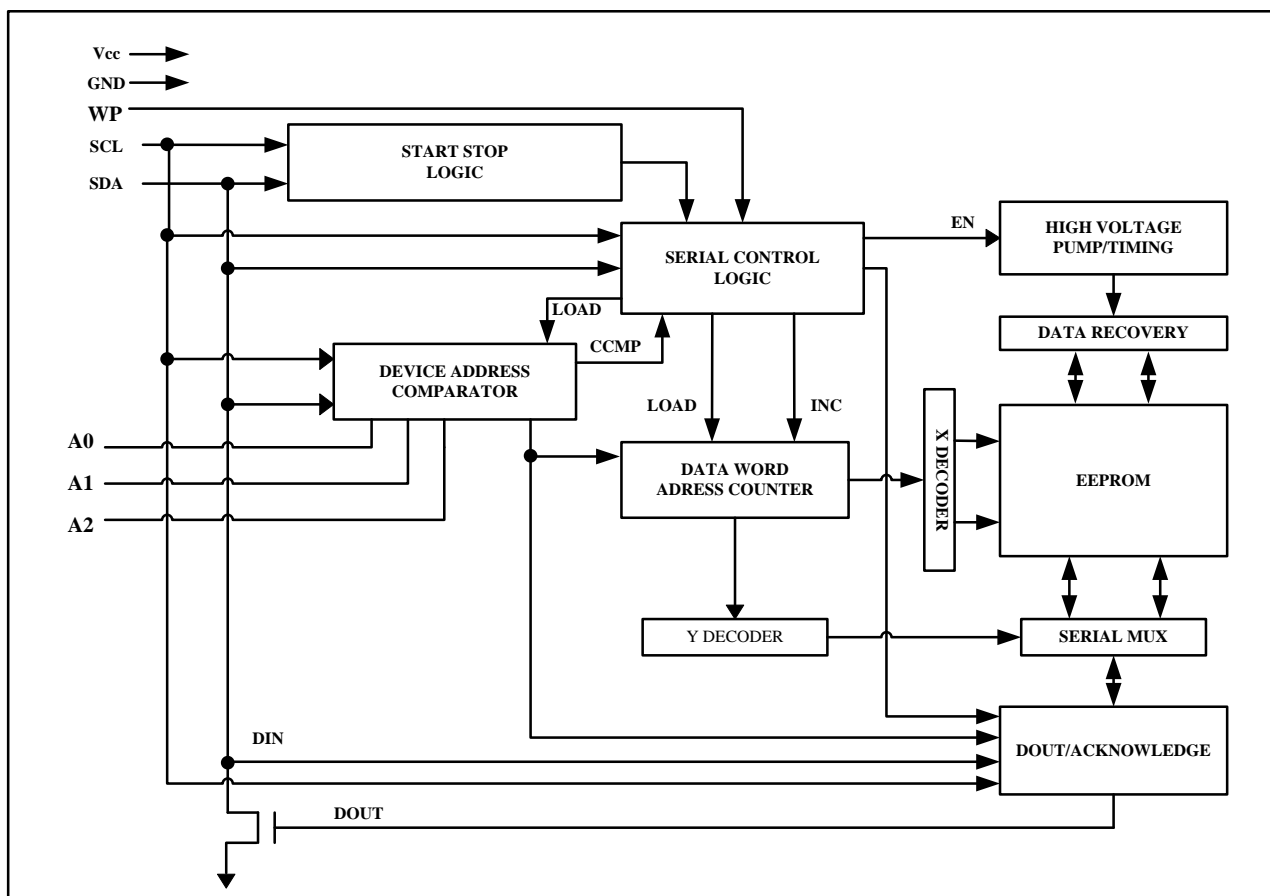 Vcc
GND
WP
SCL
SDA
START STOP
LOGIC
SERIAL CONTROL
LOGIC
EN
HIGH VOLTAGE
PUMP/TIMING
LOAD
CCMP
DATA RECOVERY
DEVICE ADDRESS
COMPARATOR
LOAD
INC
A0
A1
A2
DATA WORD
ADRESS COUNTER
X DECODER
EEPROM
Y DECODER
SERIAL MUX
DIN
DOUT/ACKNOWLEDGE
DOUT